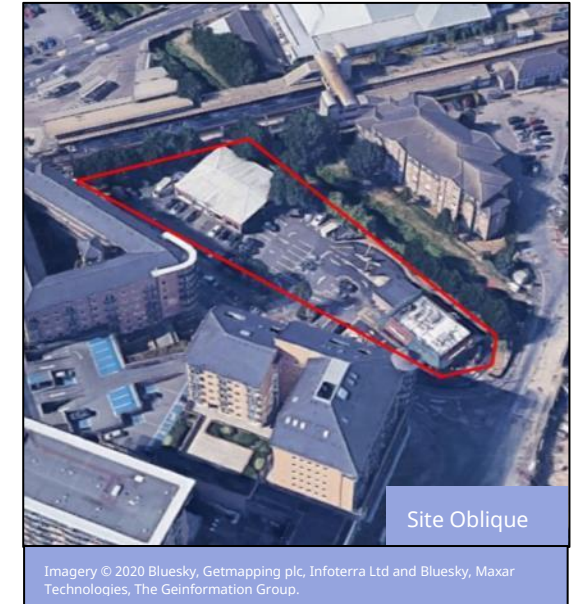 Site Oblique
Imagery © 2020 Bluesky, Getmapping plc, Infoterra Ltd and Bluesky, Maxar
Technologies, The Geinformation Group.